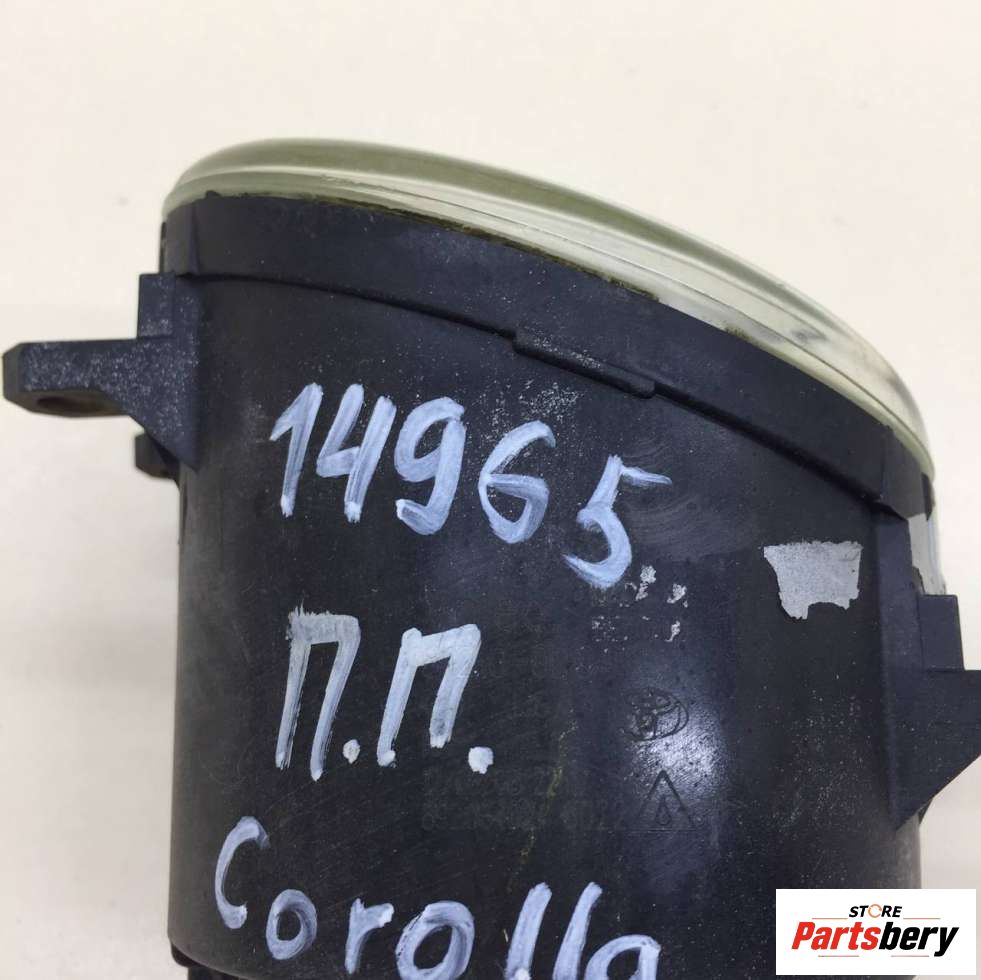 14965
П.П.
Corolla
STORE
Partsbery